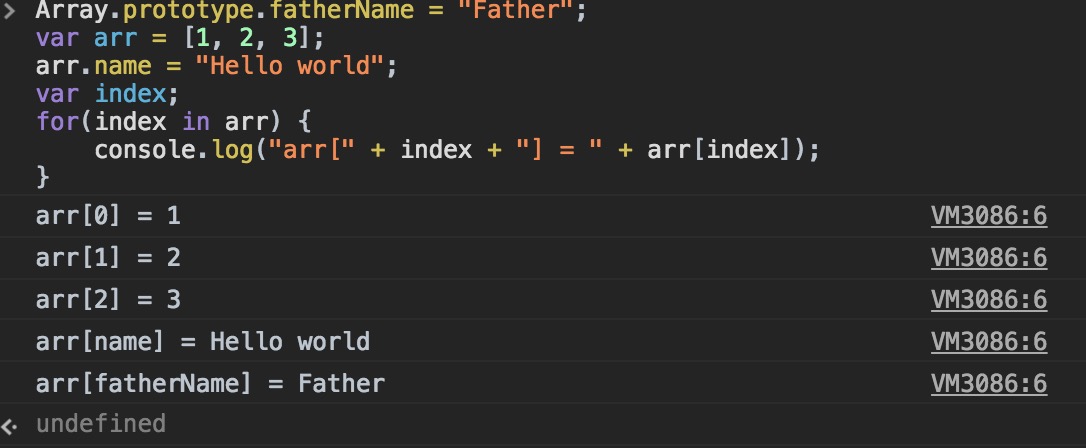 > Array.prototype.fatherName = "Father";
var arr = [1, 2, 3];
arr.name = "Hello world";
var index;
for(index in arr) {
    console.log("arr[" + index + "] = " + arr[index]);
}
arr[0] = 1 VM3086:6
arr[1] = 2 VM3086:6
arr[2] = 3 VM3086:6
arr[name] = Hello world VM3086:6
arr[fatherName] = Father VM3086:6
undefined